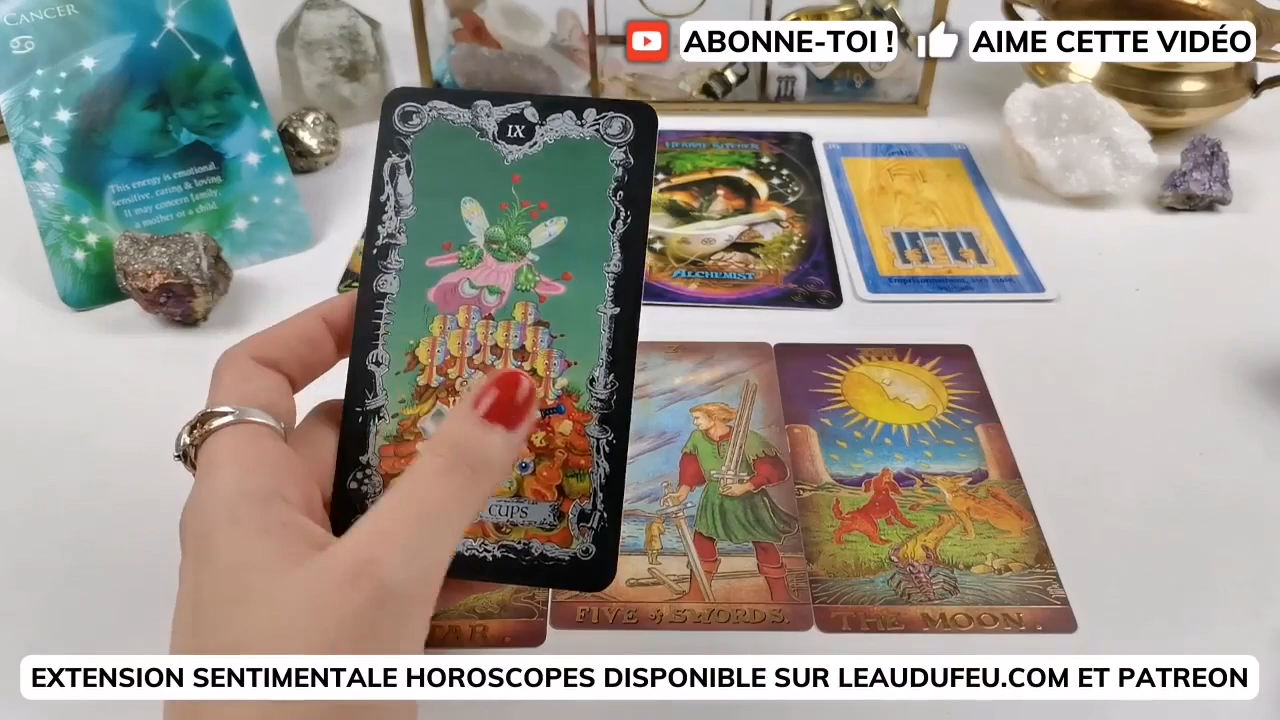 CANCER
ABONNE-TOI !
AIME CETTE VIDÉO
This energy is emotional,
sensitive, caring & loving.
It may concern family,
a mother or a child.
IX
CUPS
ALCHEMIST
FIVE of SWORDS.
THE MOON.
EXTENSION SENTIMENTALE HOROSCOPES DISPONIBLE SUR LEAUDUFEU.COM ET PATREON